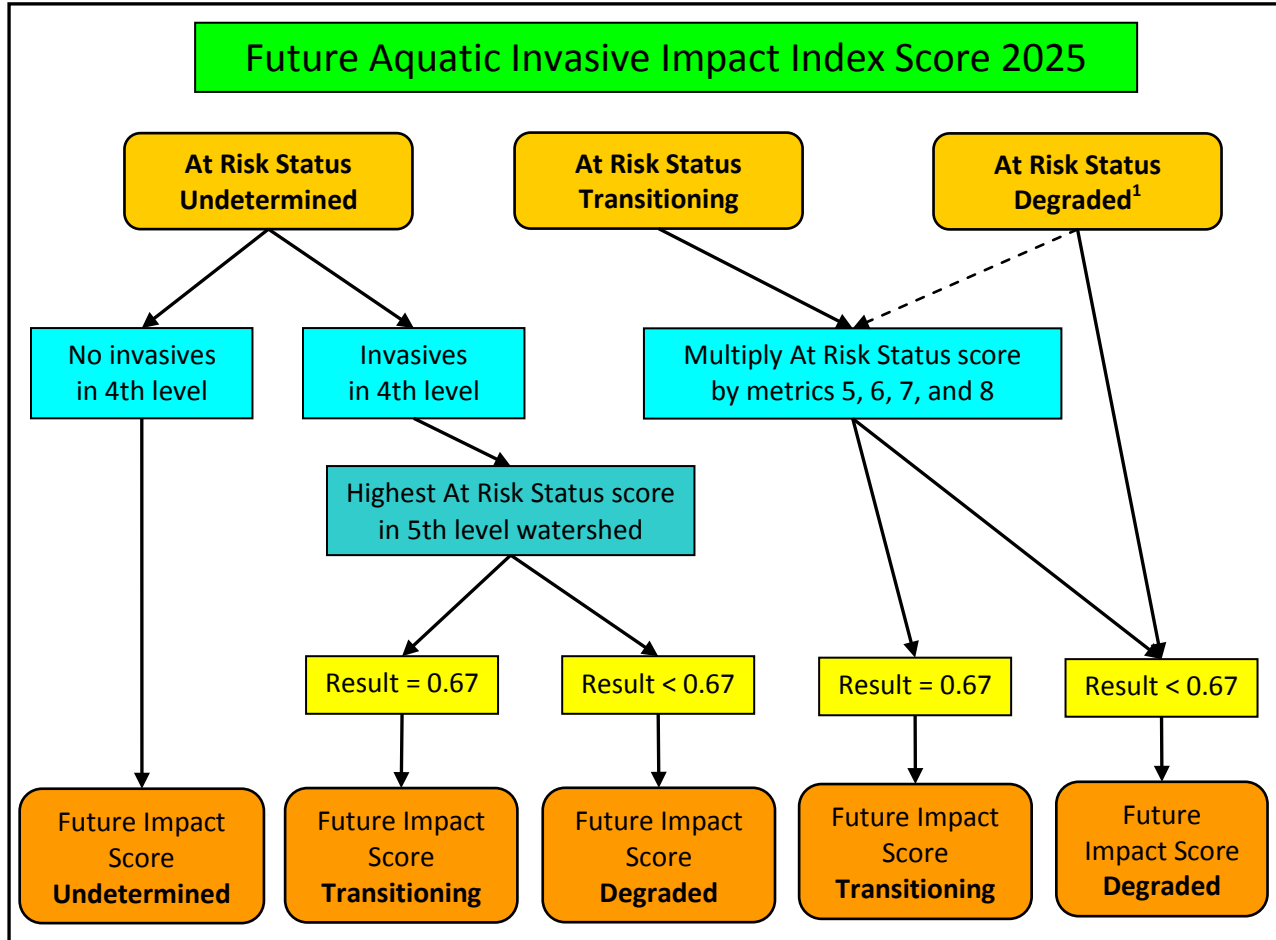 Future Aquatic Invasive Impact Index Score 2025
At Risk Status
Undetermined
At Risk Status
Transitioning
At Risk Status
Degraded¹
No invasives
in 4th level
Invasives
in 4th level
Multiply At Risk Status score
by metrics 5, 6, 7, and 8
Highest At Risk Status score
in 5th level watershed
Result = 0.67
Result < 0.67
Result = 0.67
Result < 0.67
Future Impact
Score
Undetermined
Future Impact
Score
Transitioning
Future Impact
Score
Degraded
Future Impact
Score
Transitioning
Future
Impact Score
Degraded